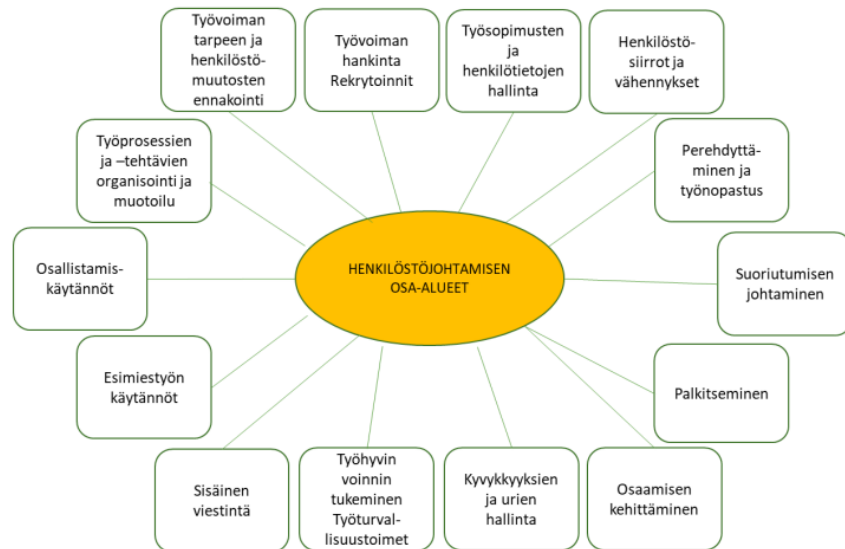 Työvoiman
tarpeen ja
henkilöstö-
muutosten
ennakointi
Työvoiman
hankinta
Rekrytoinnit
Työsopimusten
ja
henkilötietojen
hallinta
Henkilöstö-
siirrot ja
vähennykset
Työprosessien
ja –tehtävien
organisointi ja
muotoilu
Perehdyttä-
minen ja
työnopastus
HENKILÖSTÖJOHTAMISEN
OSA-ALUEET
Osallistamis-
käytännöt
Suoriutumisen
johtaminen
Esimiestyön
käytännöt
Palkitseminen
Sisäinen
viestintä
Työhyvin
voinnin
tukeminen
Työturval-
lisuustoimet
Kyvykkyyksien
ja urien
hallinta
Osaamisen
kehittäminen